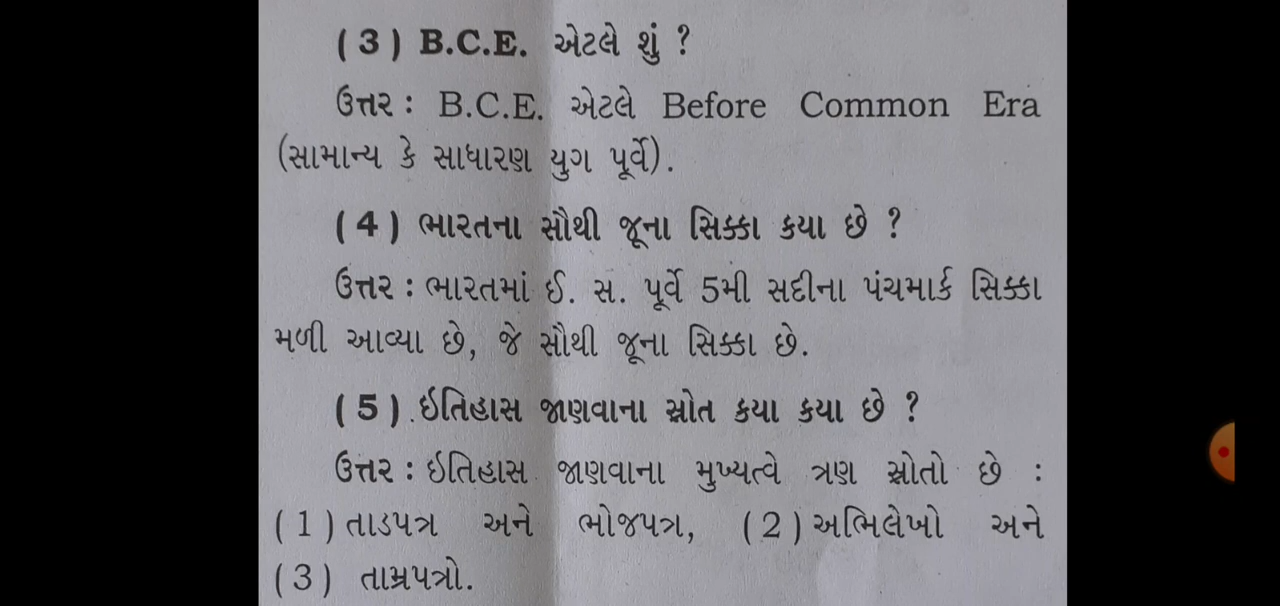 (3) B.C.E. એટલે શું ?
ઉત્તર : B.C.E. એટલે Before Common Era
(સામાન્ય કે સાધારણ યુગ પૂર્વે).
(4) ભારતના સૌથી જૂના સિક્કા કયા છે ?
ઉત્તર : ભારતમાં ઈ. સ. પૂર્વે 5મી સદીના પંચમાર્ક સિક્કા
મળી આવ્યા છે, જે સૌથી જૂના સિક્કા છે.
(5) ઇતિહાસ જાણવાના સ્રોત કયા કયા છે ?
ઉત્તર : ઇતિહાસ જાણવાના મુખ્યત્વે ત્રણ સ્રોતો છે :
(1) તાડપત્ર અને ભોજપત્ર, (2) અભિલેખો અને
(3) તામ્રપત્રો.